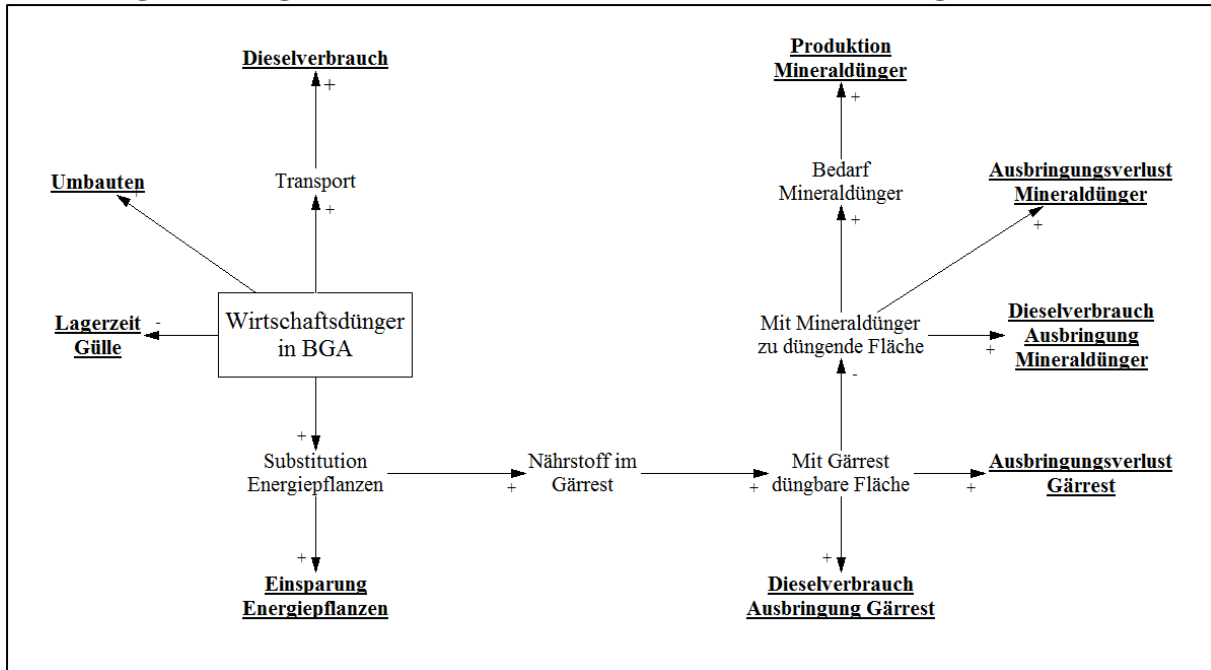 Dieselverbrauch
+
Umbauten
+
Transport
+
Lagerzeit
Gülle
-
Wirtschaftsdünger
in BGA
+
Substitution
Energiepflanzen
+
Einsparung
Energiepflanzen
+
Nährstoff im
Gärrest
+
Mit Gärrest
düngbare Fläche
+
Dieselverbrauch
Ausbringung Gärrest
+
Ausbringungsverlust
Gärrest
-
Mit Mineraldünger
zu düngende Fläche
+
Dieselverbrauch
Ausbringung
Mineraldünger
+
Ausbringungsverlust
Mineraldünger
+
Bedarf
Mineraldünger
+
Produktion
Mineraldünger